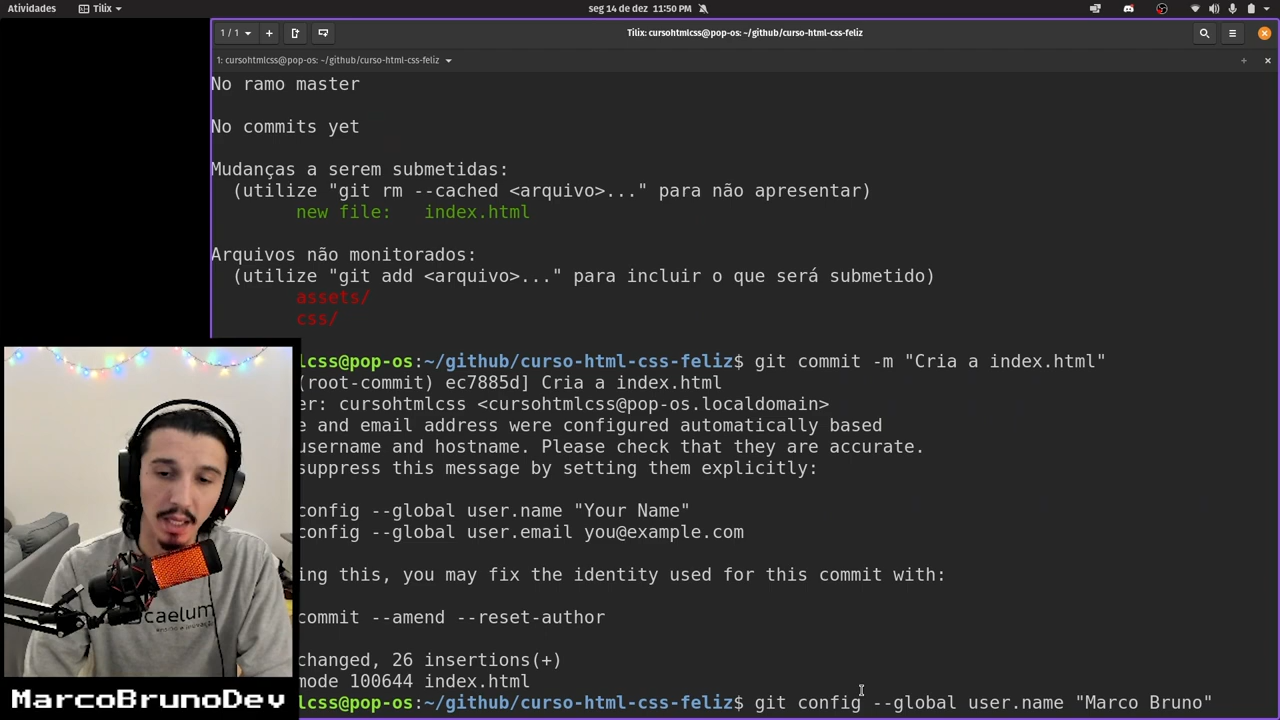 Atividades
Tilix
seg 14 de dez 11:50 PM
1 / 1
Tilix: cursohtmlcss@pop-os: ~/github/curso-html-css-feliz
1: cursohtmlcss@pop-os: ~/github/curso-html-css-feliz
No ramo master
No commits yet
Mudanças a serem submetidas:
(utilize "git rm --cached <arquivo>..." para não apresentar)
new file: index.html
Arquivos não monitorados:
(utilize "git add <arquivo>..." para incluir o que será submetido)
assets/
css/
lcss@pop-os:~/github/curso-html-css-feliz$ git commit -m "Cria a index.html"
(root-commit) ec7885d] Cria a index.html
er: cursohtmlcss <cursohtmlcss@pop-os.localdomain>
e and email address were configured automatically based
username and hostname. Please check that they are accurate.
suppress this message by setting them explicitly:
config --global user.name "Your Name"
config --global user.email you@example.com
ing this, you may fix the identity used for this commit with:
commit --amend --reset-author
changed, 26 insertions(+)
mode 100644 index.html
lcss@pop-os:~/github/curso-html-css-feliz$ git config --global user.name "Marco Bruno"
caelum
MarcoBrunoDev